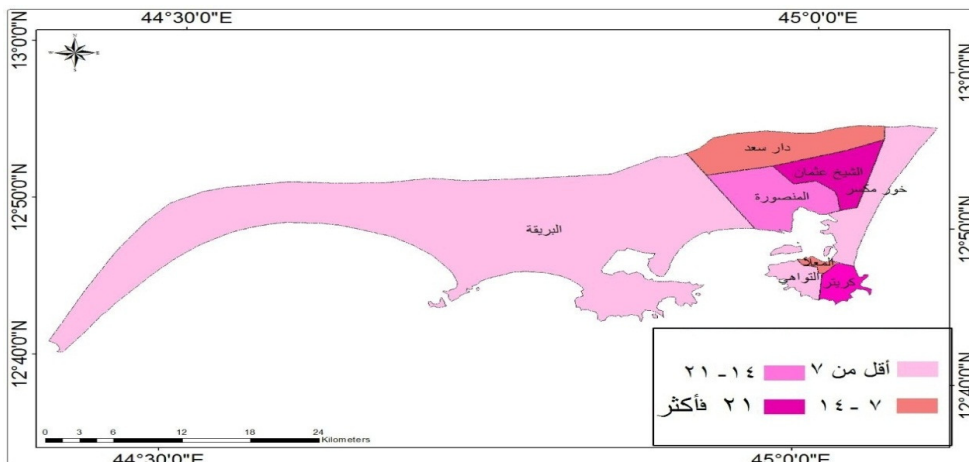 44°30'0"E 45°0'0"E
13°0'0"N
13°0'0"N
دار سعد
الشيخ عثمان
خور مكسر
المنصورة
12°50'0"N
12°50'0"N
البريقة
المعلا
التواهي
كريتر
12°40'0"N
12°40'0"N
أقل من ٧
١٤ - ٢١
٧ - ١٤
٢١ فأكثر
0 3 6 12 18 24
Kilometers
44°30'0"E 45°0'0"E